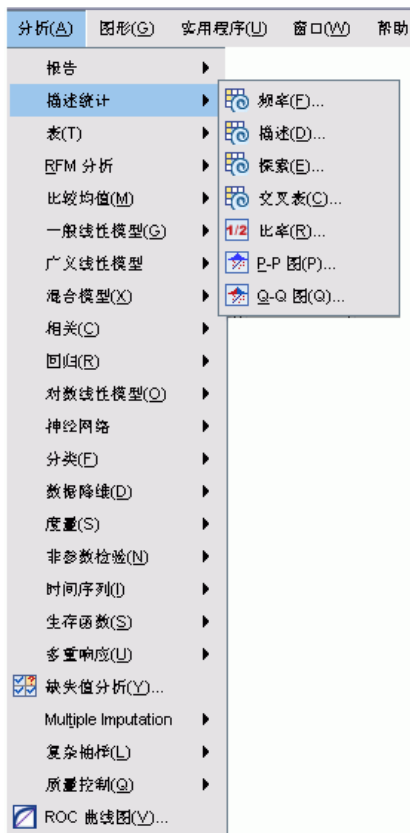 分析(A) 图形(G) 实用程序(U) 窗口(W) 帮助
报告
描述统计
表(T)
RFM 分析
比较均值(M)
一般线性模型(G)
广义线性模型
混合模型(X)
相关(C)
回归(R)
对数线性模型(O)
神经网络
分类(F)
数据降维(D)
度量(S)
非参数检验(N)
时间序列(I)
生存函数(S)
多重响应(U)
缺失值分析(Y)...
Multiple Imputation
复杂抽样(L)
质量控制(Q)
ROC 曲线图(V)...
频率(F)...
描述(D)...
探索(E)...
交叉表(C)...
1/2 比率(R)...
P-P 图(P)...
Q-Q 图(Q)...